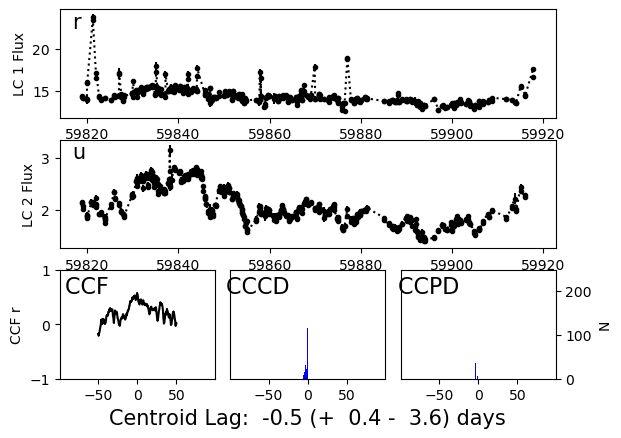 r
LC 1 Flux
20
15
59820 59840 59860 59880 59900 59920
u
LC 2 Flux
3
2
59820 59840 59860 59880 59900 59920
CCF CCCD CCPD
CCF r
1
0
−1
200
100
0
N
−50 0 50 −50 0 50 −50 0 50
Centroid Lag:  -0.5 (+  0.4 -  3.6) days